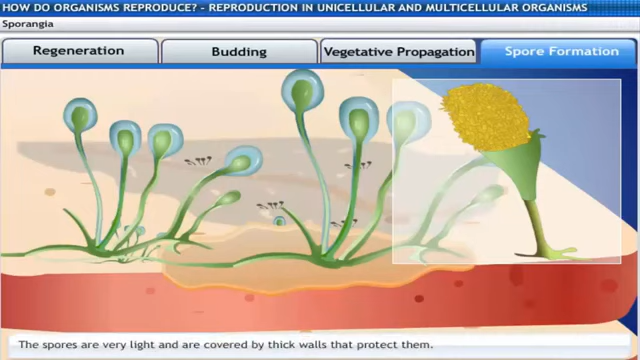 HOW DO ORGANISMS REPRODUCE? - REPRODUCTION IN UNICELLULAR AND MULTICELLULAR ORGANISMS
Sporangia
Regeneration Budding Vegetative Propagation Spore Formation
The spores are very light and are covered by thick walls that protect them.